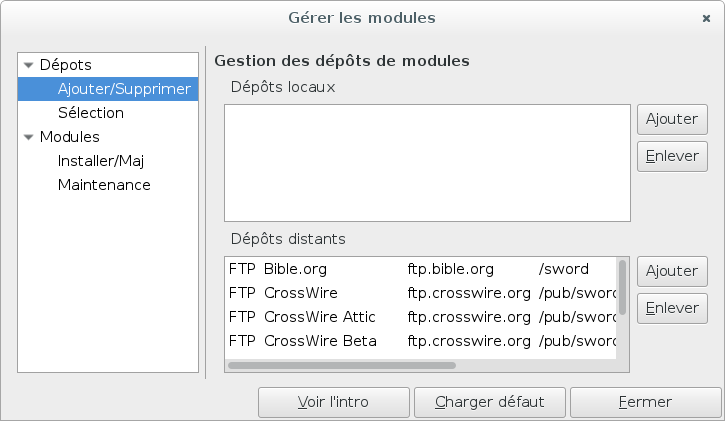 Gérer les modules
Dépots
Ajouter/Supprimer
Sélection
Modules
Installer/Maj
Maintenance
Gestion des dépôts de modules
Dépôts locaux
Ajouter
Enlever
Dépôts distants
FTP Bible.org ftp.bible.org /sword
FTP CrossWire ftp.crosswire.org /pub/sword
FTP CrossWire Attic ftp.crosswire.org /pub/sword
FTP CrossWire Beta ftp.crosswire.org /pub/sword
Ajouter
Enlever
Voir l'intro
Charger défaut
Fermer